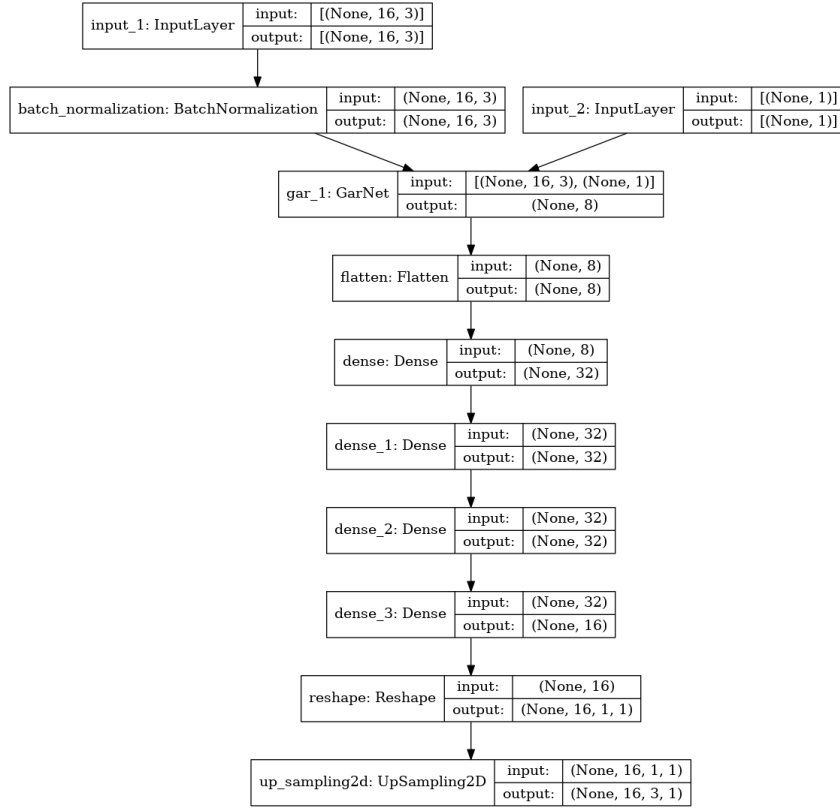 input_1: InputLayer
input: [(None, 16, 3)]
output: [(None, 16, 3)]
batch_normalization: BatchNormalization
input: (None, 16, 3)
output: (None, 16, 3)
input_2: InputLayer
input: [(None, 1)]
output: [(None, 1)]
gar_1: GarNet
input: [(None, 16, 3), (None, 1)]
output: (None, 8)
flatten: Flatten
input: (None, 8)
output: (None, 8)
dense: Dense
input: (None, 8)
output: (None, 32)
dense_1: Dense
input: (None, 32)
output: (None, 32)
dense_2: Dense
input: (None, 32)
output: (None, 32)
dense_3: Dense
input: (None, 32)
output: (None, 16)
reshape: Reshape
input: (None, 16)
output: (None, 16, 1, 1)
up_sampling2d: UpSampling2D
input: (None, 16, 1, 1)
output: (None, 16, 3, 1)